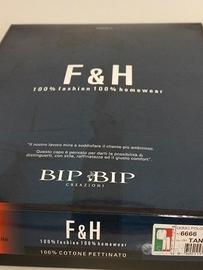 F & H
100% fashion 100% homewear
"Il nostro lavoro mira a soddisfare il cliente più ambizioso.
Questo capo è pensato per darti la possibilità di
distinguerti, con stile, raffinatezza ed il giusto comfort".
BIP BIP
CREAZIONI
F & H
100% fashion 100% homewear
100% COTONE PETTINATO
6666
TAN